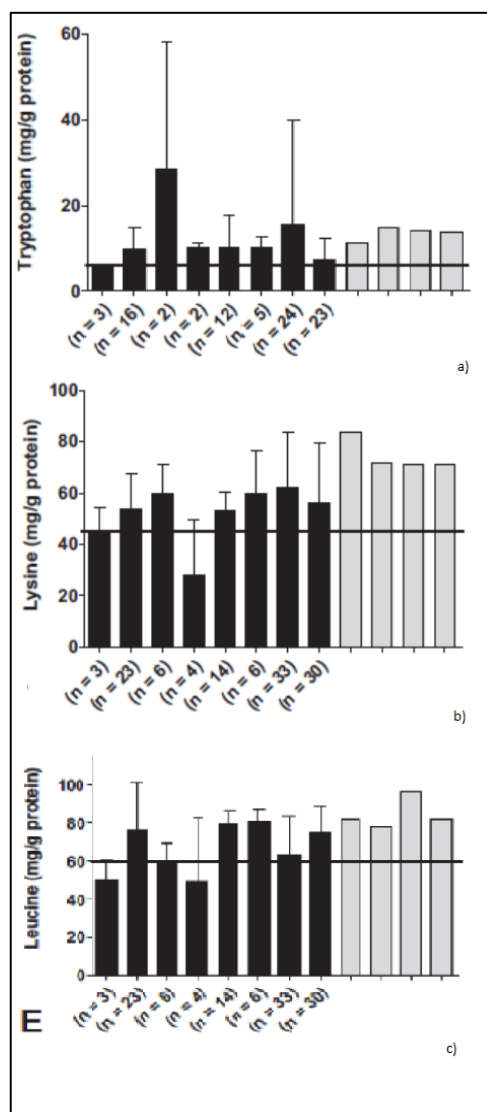 Tryptophan (mg/g protein)
60
40
20
0
(n = 3)
(n = 16)
(n = 2)
(n = 2)
(n = 12)
(n = 5)
(n = 24)
(n = 23)
a)
Lysine (mg/g protein)
100
80
60
40
20
0
(n = 3)
(n = 23)
(n = 6)
(n = 4)
(n = 14)
(n = 6)
(n = 33)
(n = 30)
b)
Leucine (mg/g protein)
100
80
60
40
20
0
(n = 3)
(n = 23)
(n = 6)
(n = 4)
(n = 14)
(n = 6)
(n = 33)
(n = 30)
E
c)